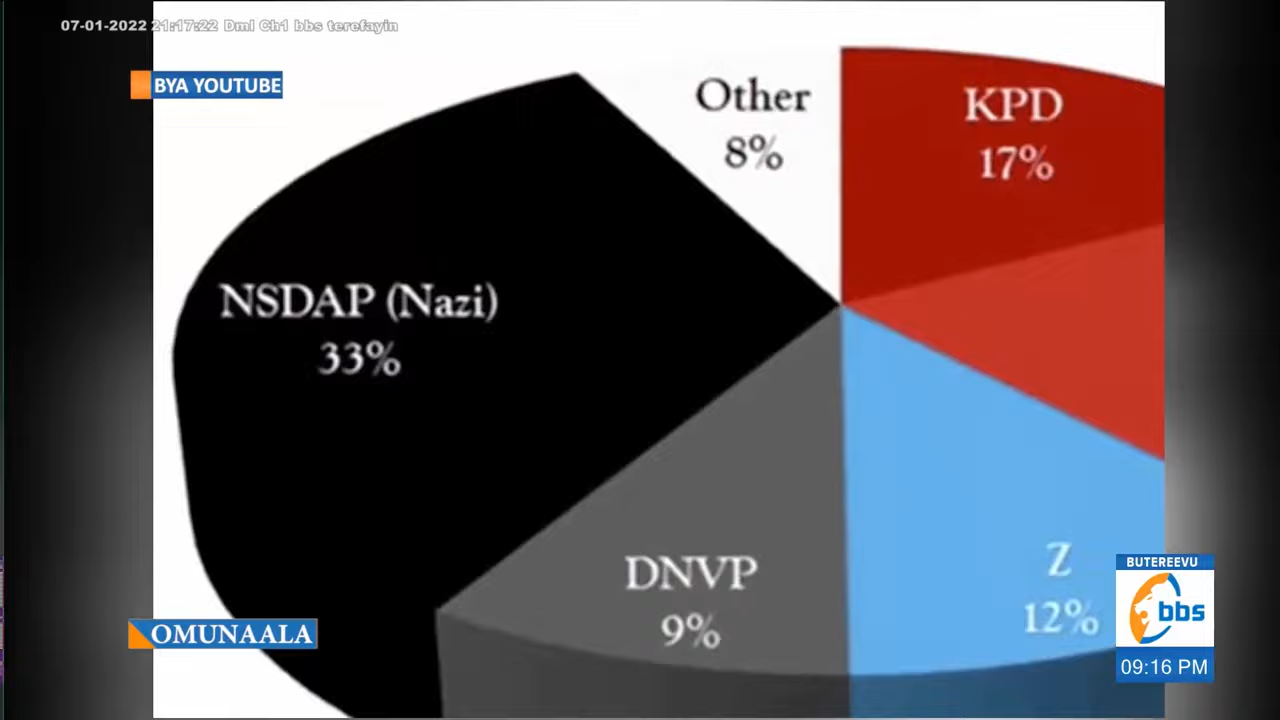 07-01-2022 21:17:22 Dml Ch1 bbs terefayin
BYA YOUTUBE
Other
8%
KPD
17%
NSDAP (Nazi)
33%
DNVP
9%
Z
12%
OMUNAALA
BUTEREEVU
bbs
09:16 PM